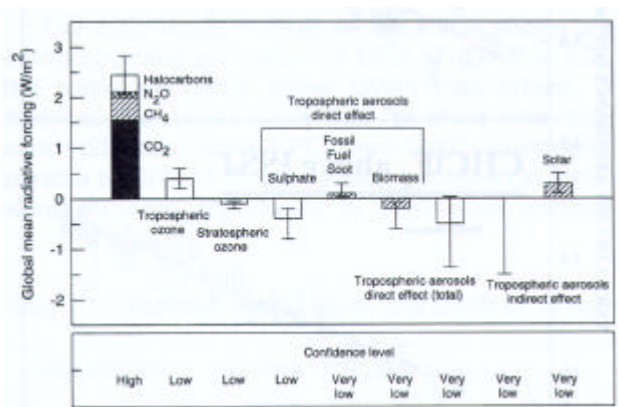 Global mean radiative forcing (W/m²)
3
2
1
0
-1
-2
Halocarbons
N₂O
CH₄
CO₂
Tropospheric
ozone
Stratospheric
ozone
Tropospheric aerosols
direct effect
Sulphate
Fossil
Fuel
Soot
Biomass
Tropospheric aerosols
direct effect (total)
Tropospheric aerosols
indirect effect
Solar
0
Confidence level
High
Low
Low
Low
Very
low
Very
low
Very
low
Very
low
Very
low